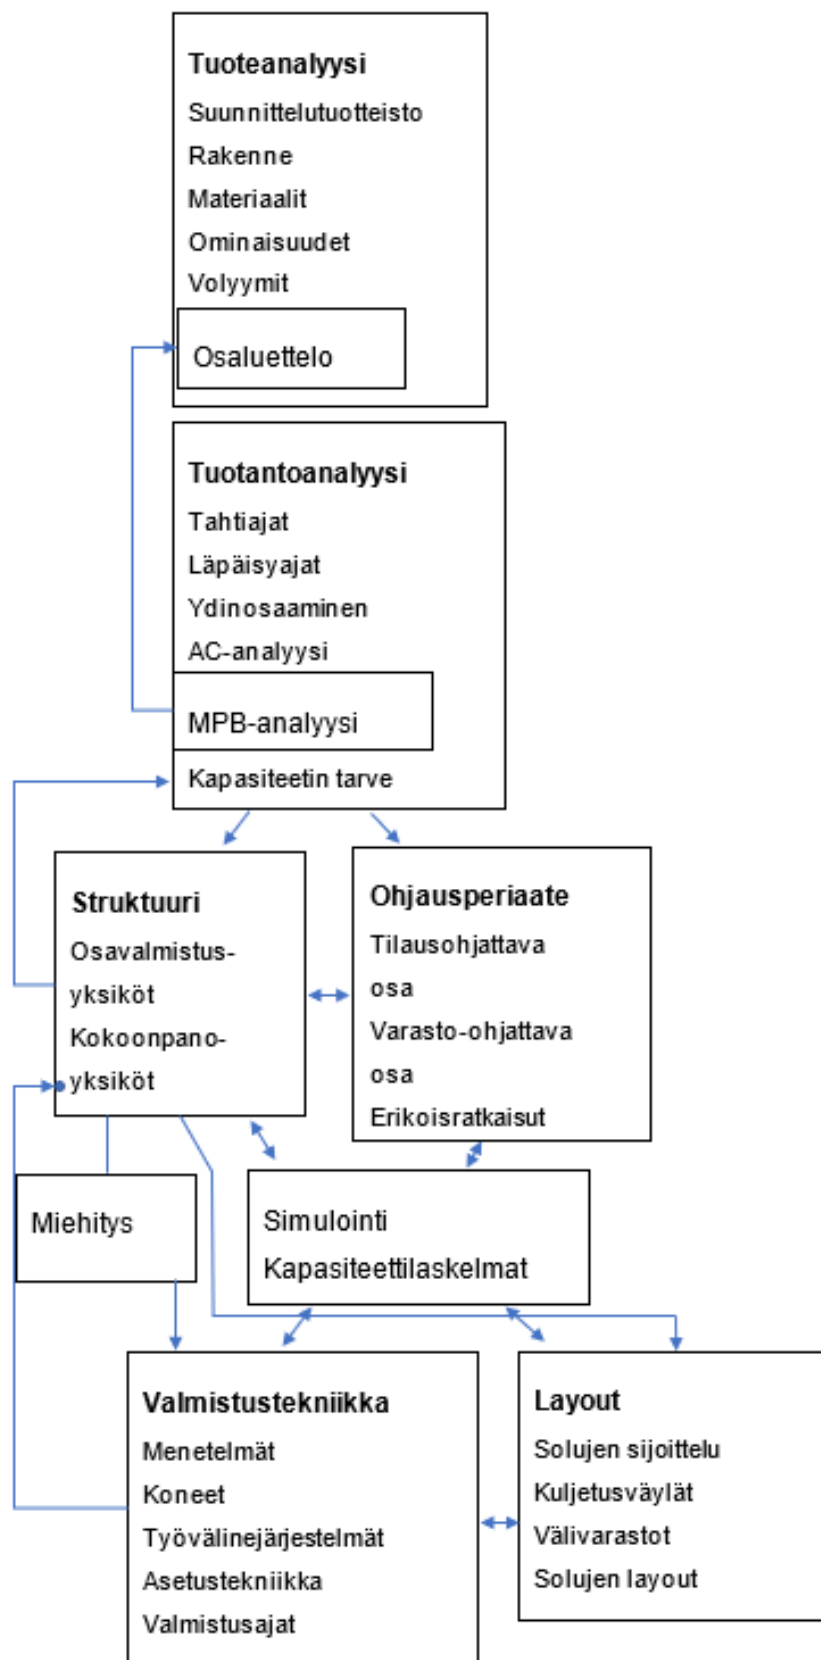 Tuoteanalyysi
Suunnittelutuotteisto
Rakenne
Materiaalit
Ominaisuudet
Volyymit
Osaluettelo
Tuotantoanalyysi
Tahtiajat
Läpäisyajat
Ydinosaaminen
AC-analyysi
MPB-analyysi
Kapasiteetin tarve
Struktuuri
Osavalmistus-
yksiköt
Kokoonpano-
yksiköt
Ohjausperiaate
Tilausohjattava
osa
Varasto-ohjattava
osa
Erikoisratkaisut
Miehitys
Simulointi
Kapasiteettilaskelmat
Valmistustekniikka
Menetelmät
Koneet
Työvälinejärjestelmät
Asetustekniikka
Valmistusajat
Layout
Solujen sijoittelu
Kuljetusväylät
Välivarastot
Solujen layout